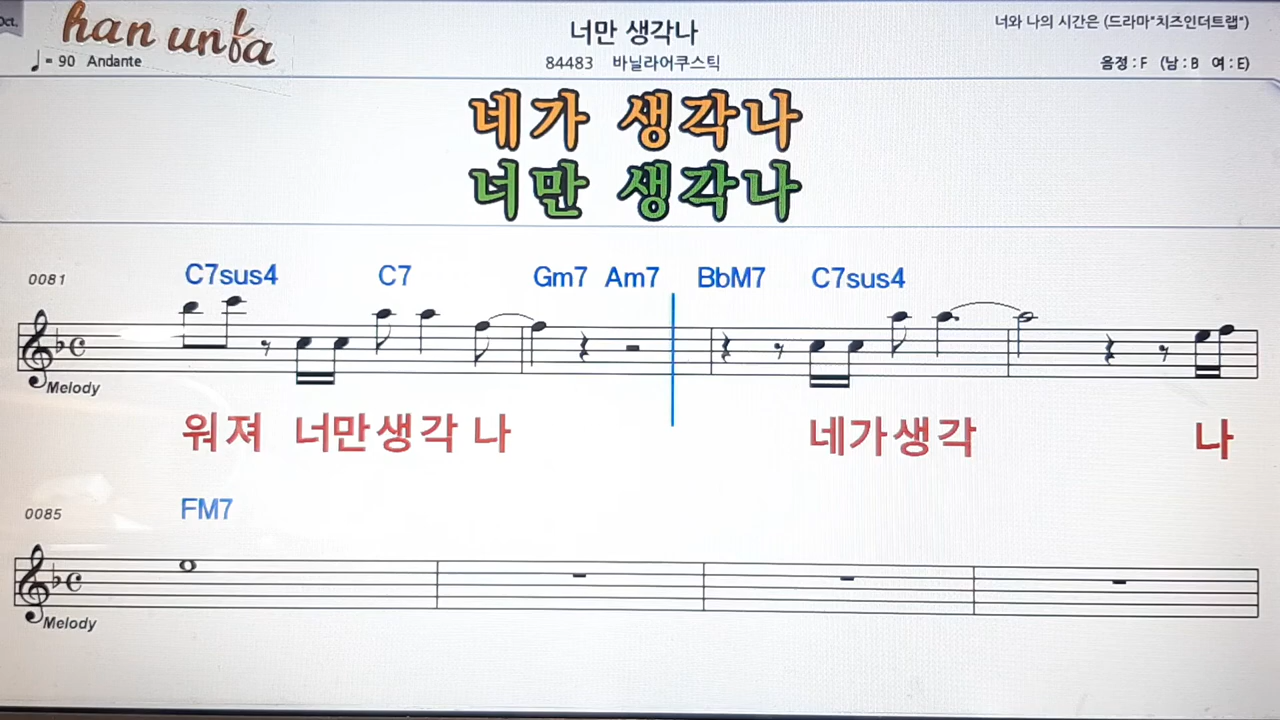 Oct.
han unfa
너만 생각나
너와 나의 시간은 (드라마"치즈인더트랩")
♩= 90 Andante
84483 바닐라어쿠스틱
음정 : F (남 : B 여 : E)
네가 생각나
너만 생각나
0081 C7sus4 C7 Gm7 Am7 BbM7 C7sus4
Melody
워져 너만생각 나 네가생각 나
0085 FM7
Melody